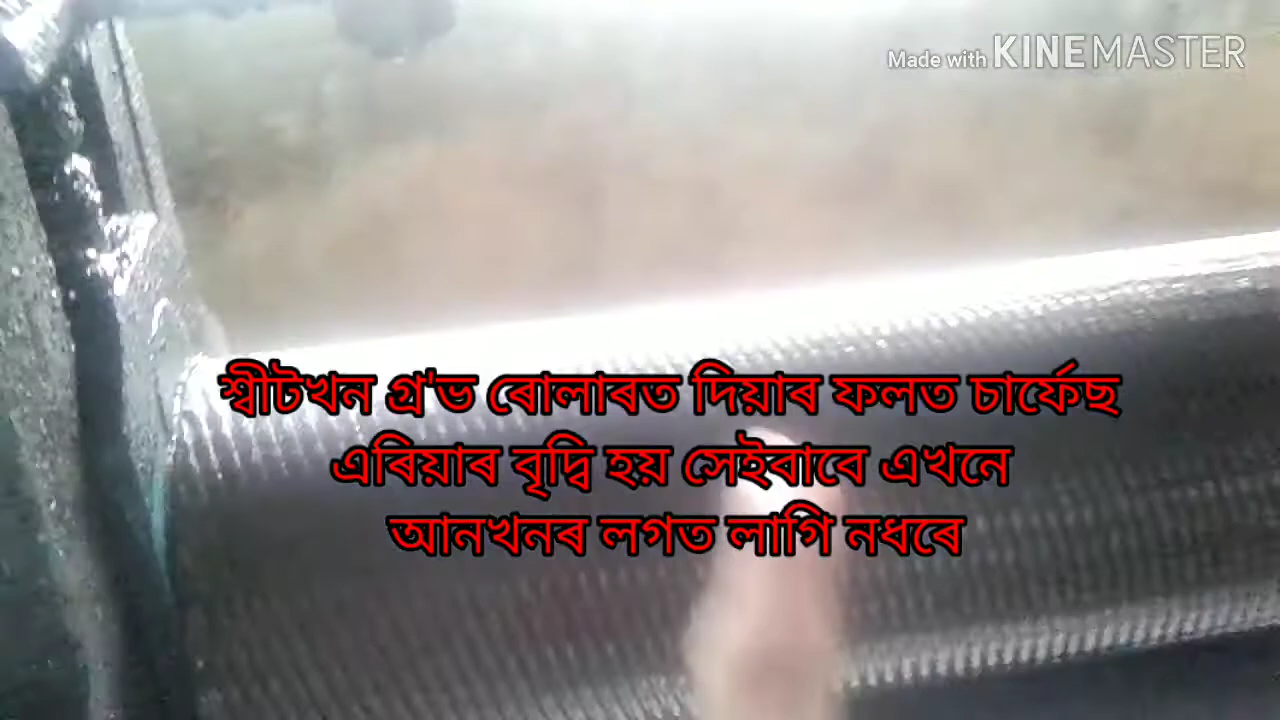 Made with KINEMASTER
শ্বীটখন গ্ৰ'ভ ৰোলাৰত দিয়াৰ ফলত চাৰ্ফেছ
এৰিয়াৰ বৃদ্বি হয় সেইবাবে এখনে
আনখনৰ লগত লাগি নধৰে